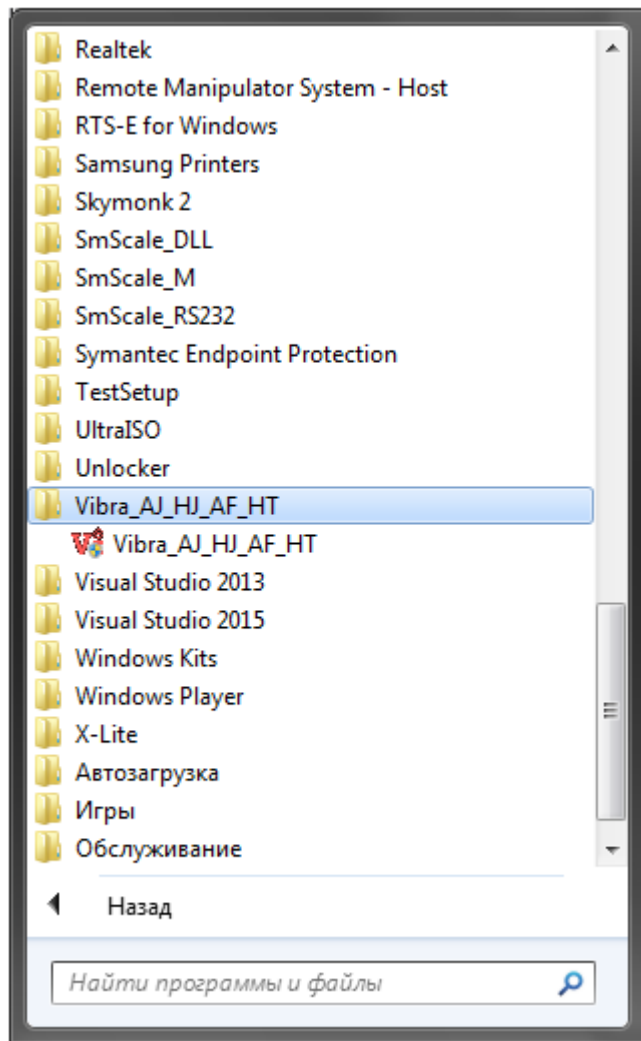 Realtek
Remote Manipulator System - Host
RTS-E for Windows
Samsung Printers
Skymonk 2
SmScale_DLL
SmScale_M
SmScale_RS232
Symantec Endpoint Protection
TestSetup
UltraISO
Unlocker
Vibra_AJ_HJ_AF_HT
Vibra_AJ_HJ_AF_HT
Visual Studio 2013
Visual Studio 2015
Windows Kits
Windows Player
X-Lite
Автозагрузка
Игры
Обслуживание
Назад
Найти программы и файлы